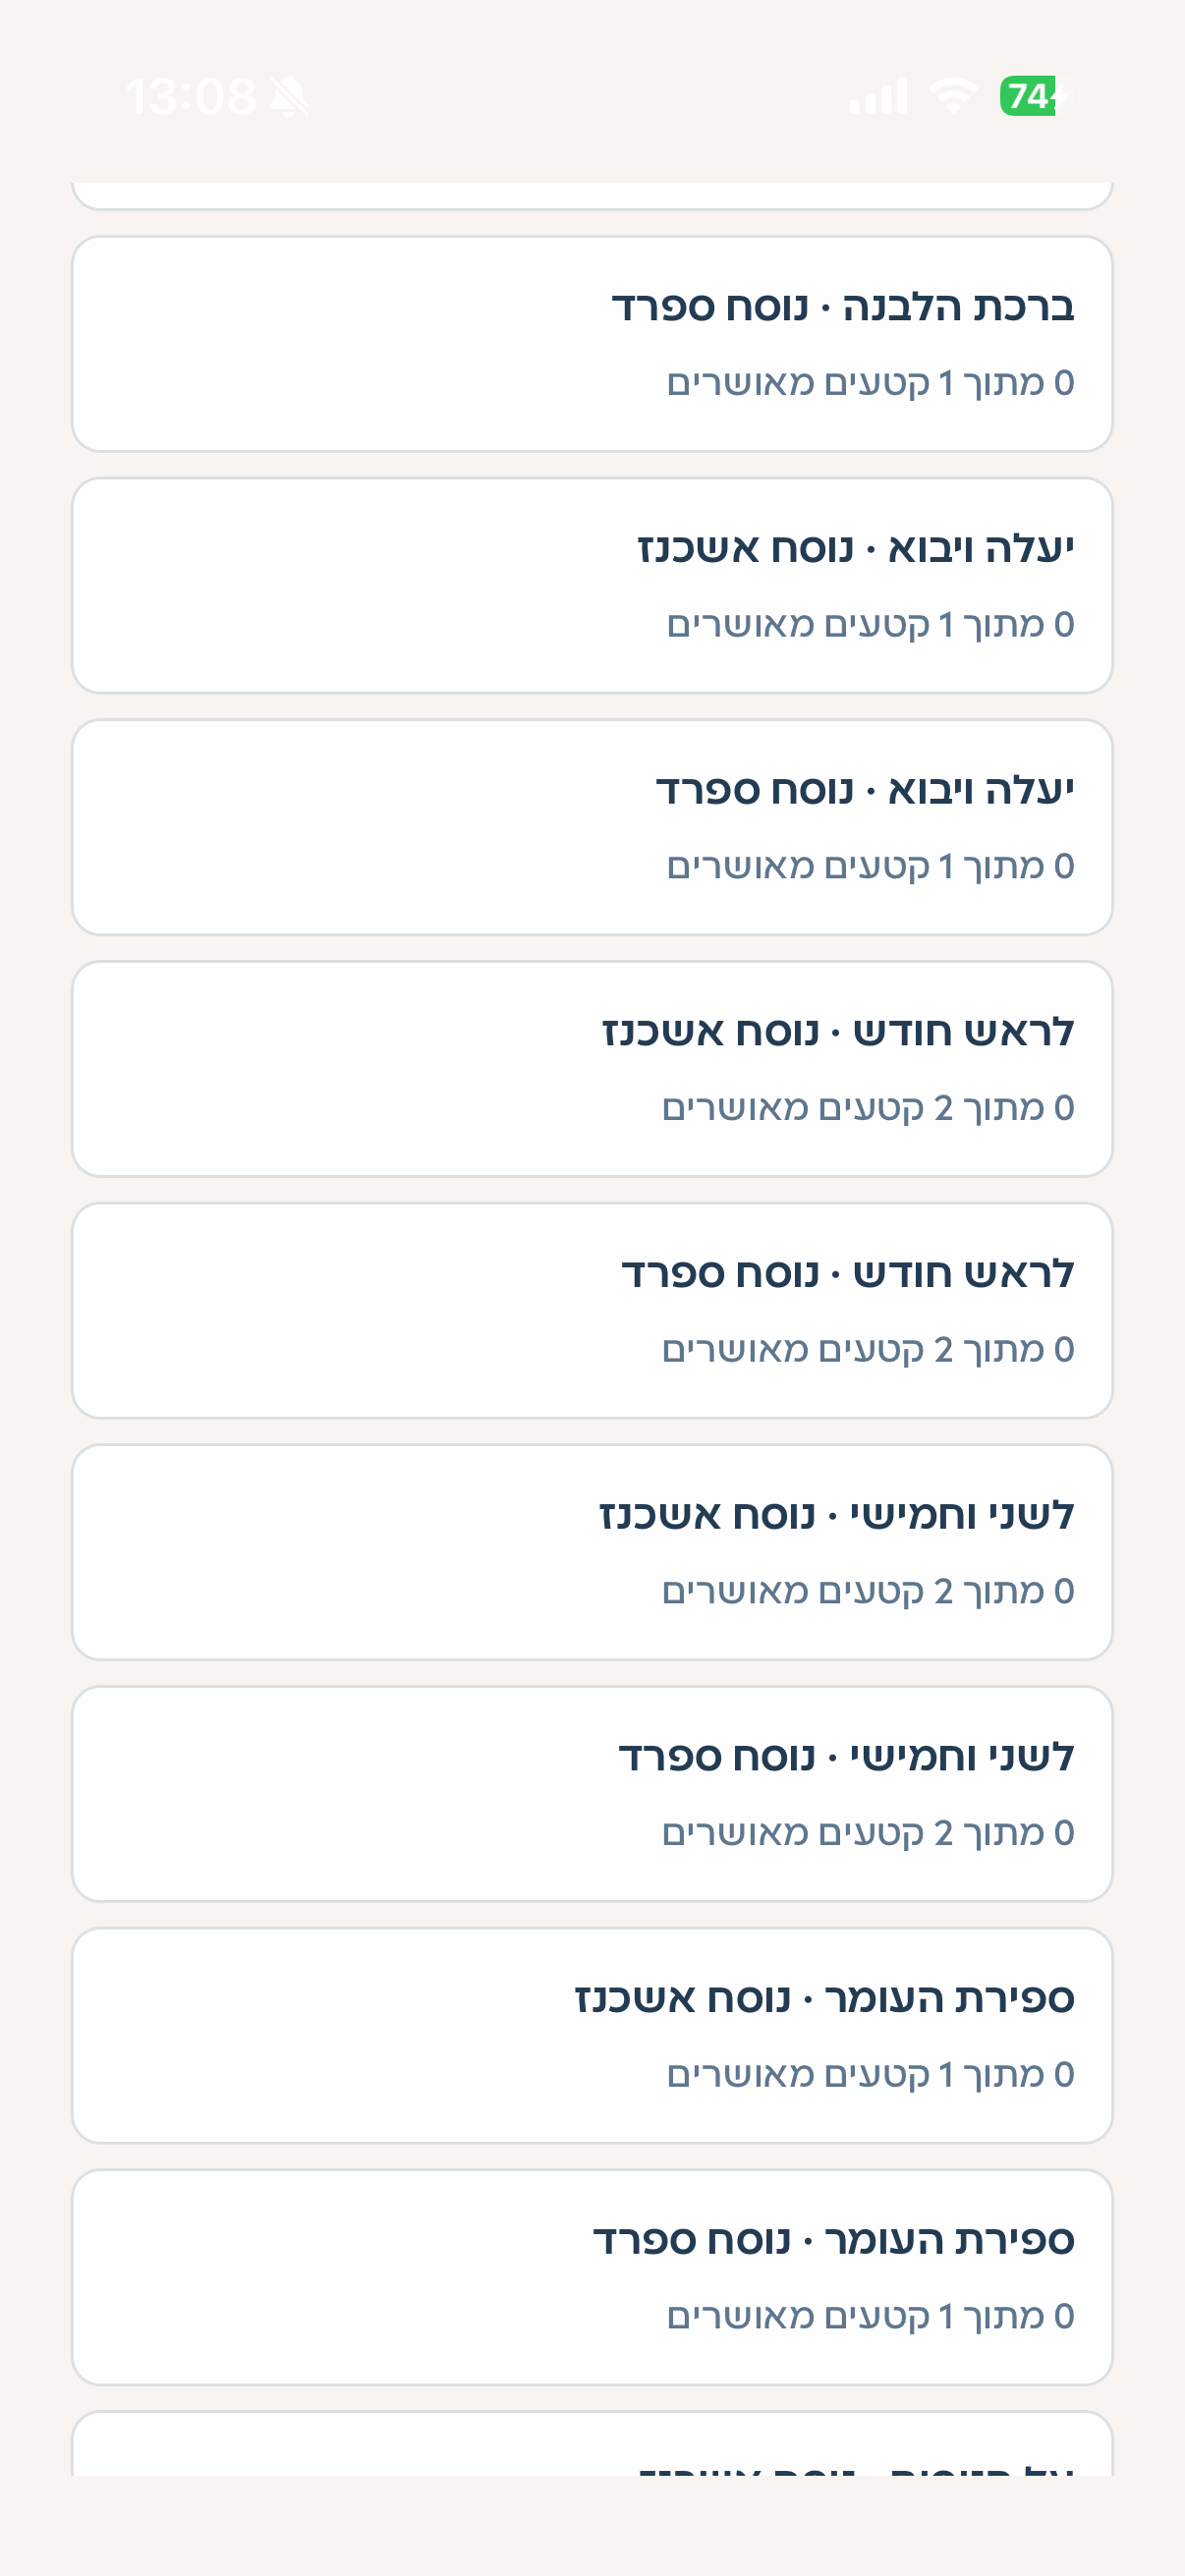 13:08
74
ברכת הלבנה · נוסח ספרד
0 מתוך 1 קטעים מאושרים
יעלה ויבוא · נוסח אשכנז
0 מתוך 1 קטעים מאושרים
יעלה ויבוא · נוסח ספרד
0 מתוך 1 קטעים מאושרים
לראש חודש · נוסח אשכנז
0 מתוך 2 קטעים מאושרים
לראש חודש · נוסח ספרד
0 מתוך 2 קטעים מאושרים
לשני וחמישי · נוסח אשכנז
0 מתוך 2 קטעים מאושרים
לשני וחמישי · נוסח ספרד
0 מתוך 2 קטעים מאושרים
ספירת העומר · נוסח אשכנז
0 מתוך 1 קטעים מאושרים
ספירת העומר · נוסח ספרד
0 מתוך 1 קטעים מאושרים